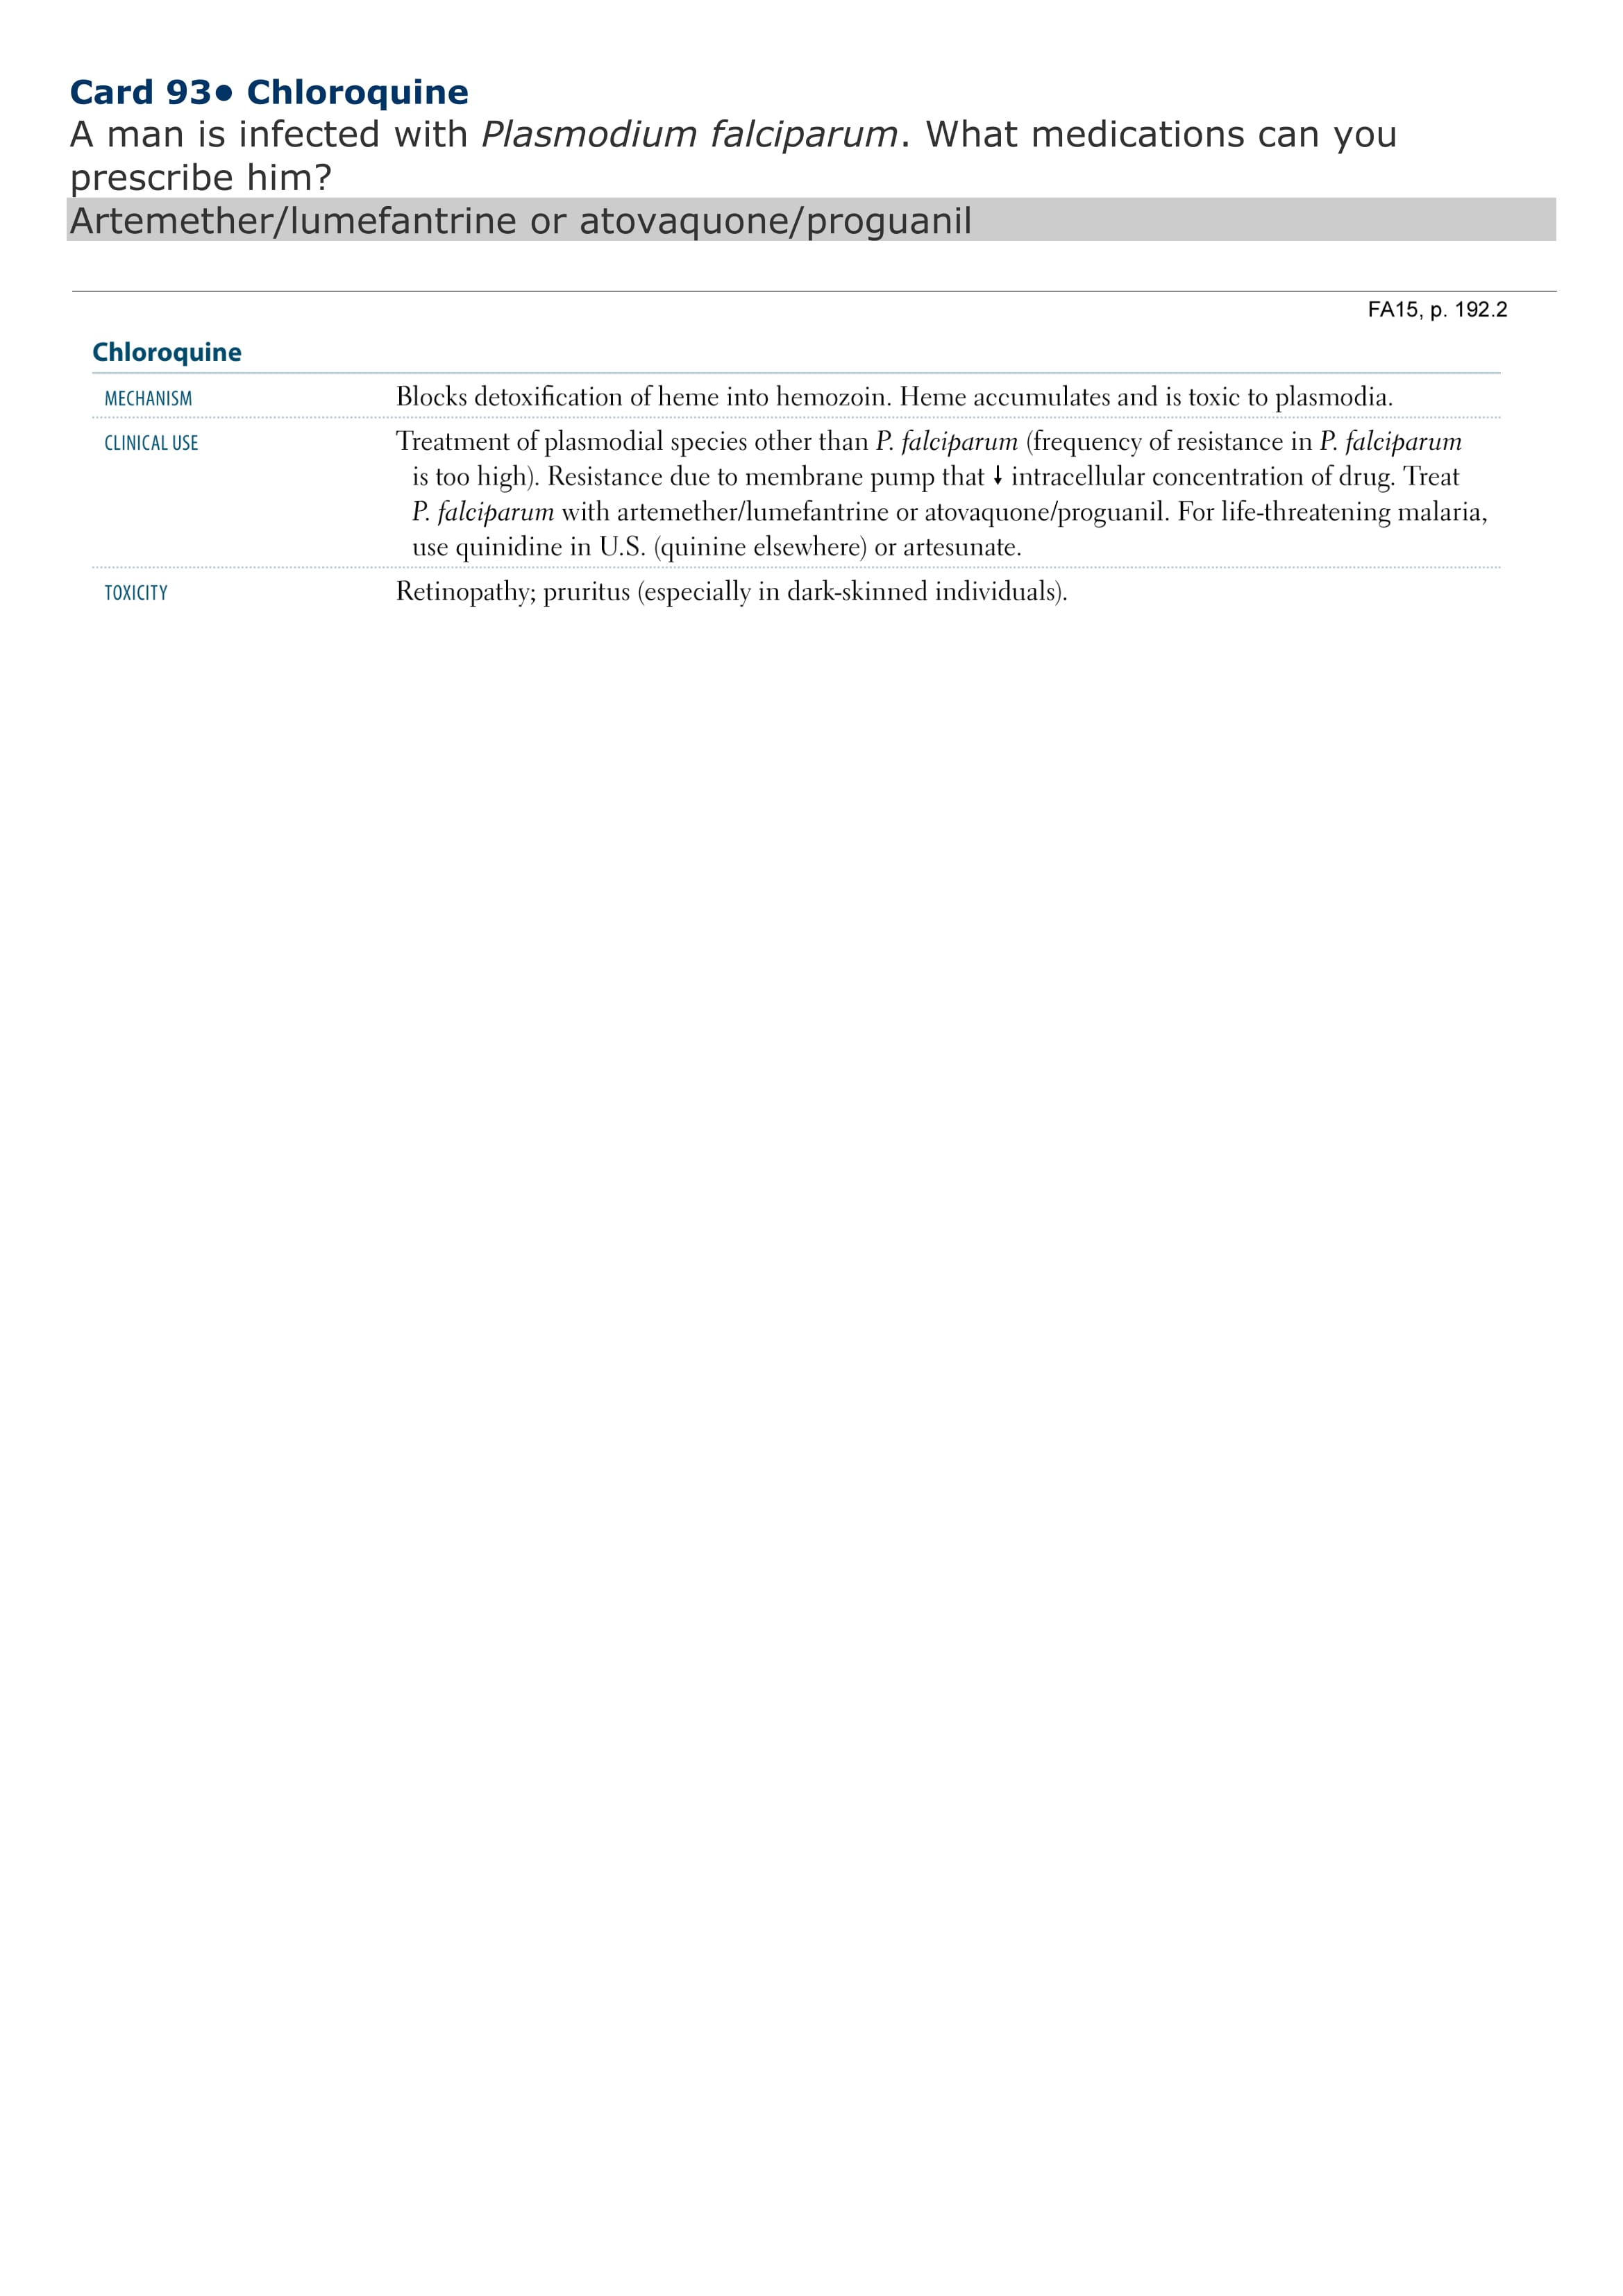 Card 93● Chloroquine
A man is infected with Plasmodium falciparum. What medications can you
prescribe him?
Artemether/lumefantrine or atovaquone/proguanil
FA15, p. 192.2
Chloroquine
MECHANISM Blocks detoxification of heme into hemozoin. Heme accumulates and is toxic to plasmodia.
CLINICAL USE Treatment of plasmodial species other than P. falciparum (frequency of resistance in P. falciparum
is too high). Resistance due to membrane pump that ↓ intracellular concentration of drug. Treat
P. falciparum with artemether/lumefantrine or atovaquone/proguanil. For life-threatening malaria,
use quinidine in U.S. (quinine elsewhere) or artesunate.
TOXICITY Retinopathy; pruritus (especially in dark-skinned individuals).